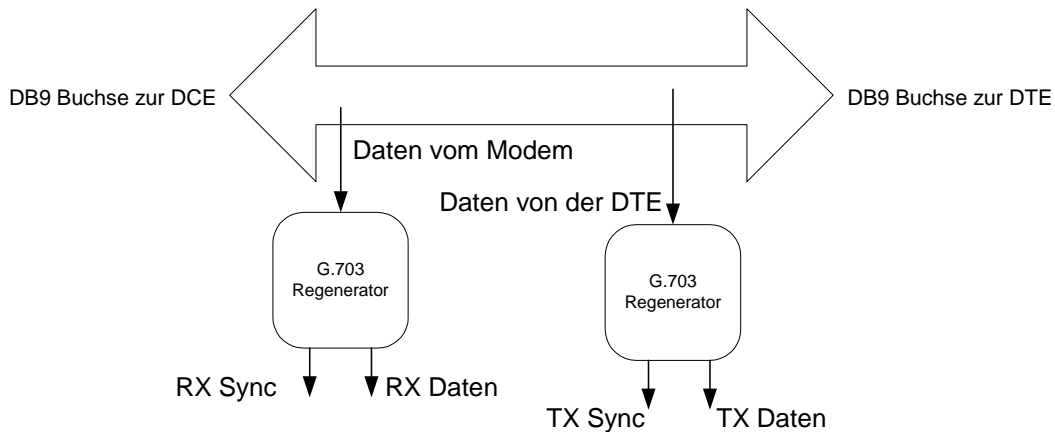 DB9 Buchse zur DCE
DB9 Buchse zur DTE
Daten vom Modem
Daten von der DTE
G.703
Regenerator
G.703
Regenerator
RX Sync
RX Daten
TX Sync
TX Daten